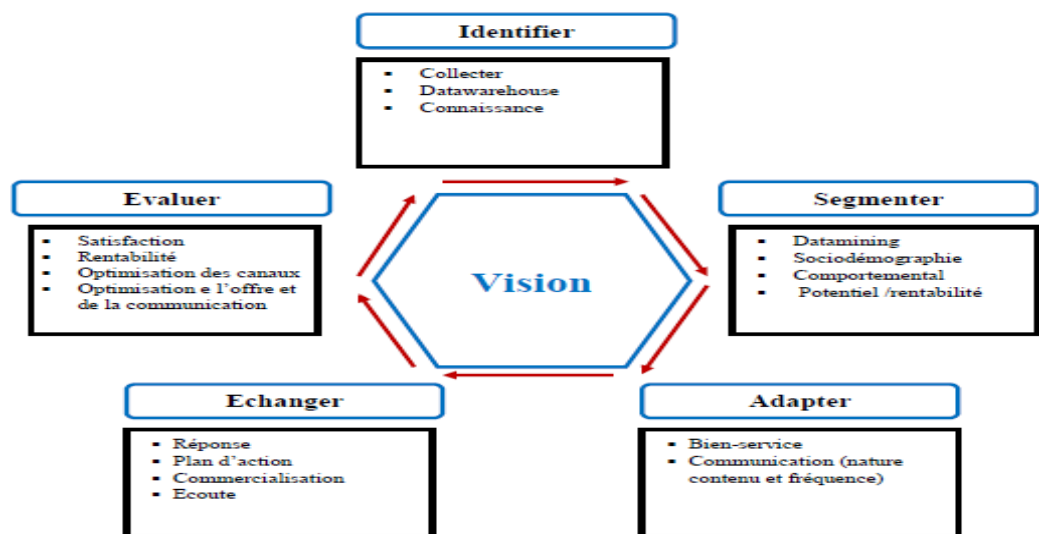 Identifier
▪ Collecter
▪ Datawarehouse
▪ Connaissance
Evaluer
▪ Satisfaction
▪ Rentabilité
▪ Optimisation des canaux
▪ Optimisation e l'offre et
de la communication
Segmenter
▪ Datamining
▪ Sociodémographie
▪ Comportemental
▪ Potentiel /rentabilité
Vision
Echanger
▪ Réponse
▪ Plan d'action
▪ Commercialisation
▪ Ecoute
Adapter
▪ Bien-service
▪ Communication (nature
contenu et fréquence)